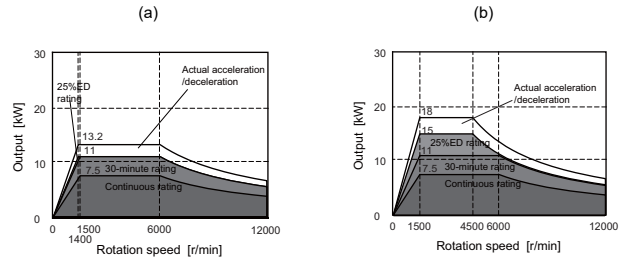 (a)
30
20
10
0
Output [kW]
25%ED
rating
Actual acceleration
/deceleration
13.2
11
7.5
30-minute rating
Continuous rating
0
1500
1400
6000
12000
Rotation speed [r/min]
(b)
30
20
10
0
Output [kW]
Actual acceleration
/deceleration
18
15
25%ED rating
11
30-minute rating
7.5
Continuous rating
0
1500
4500
6000
12000
Rotation speed [r/min]